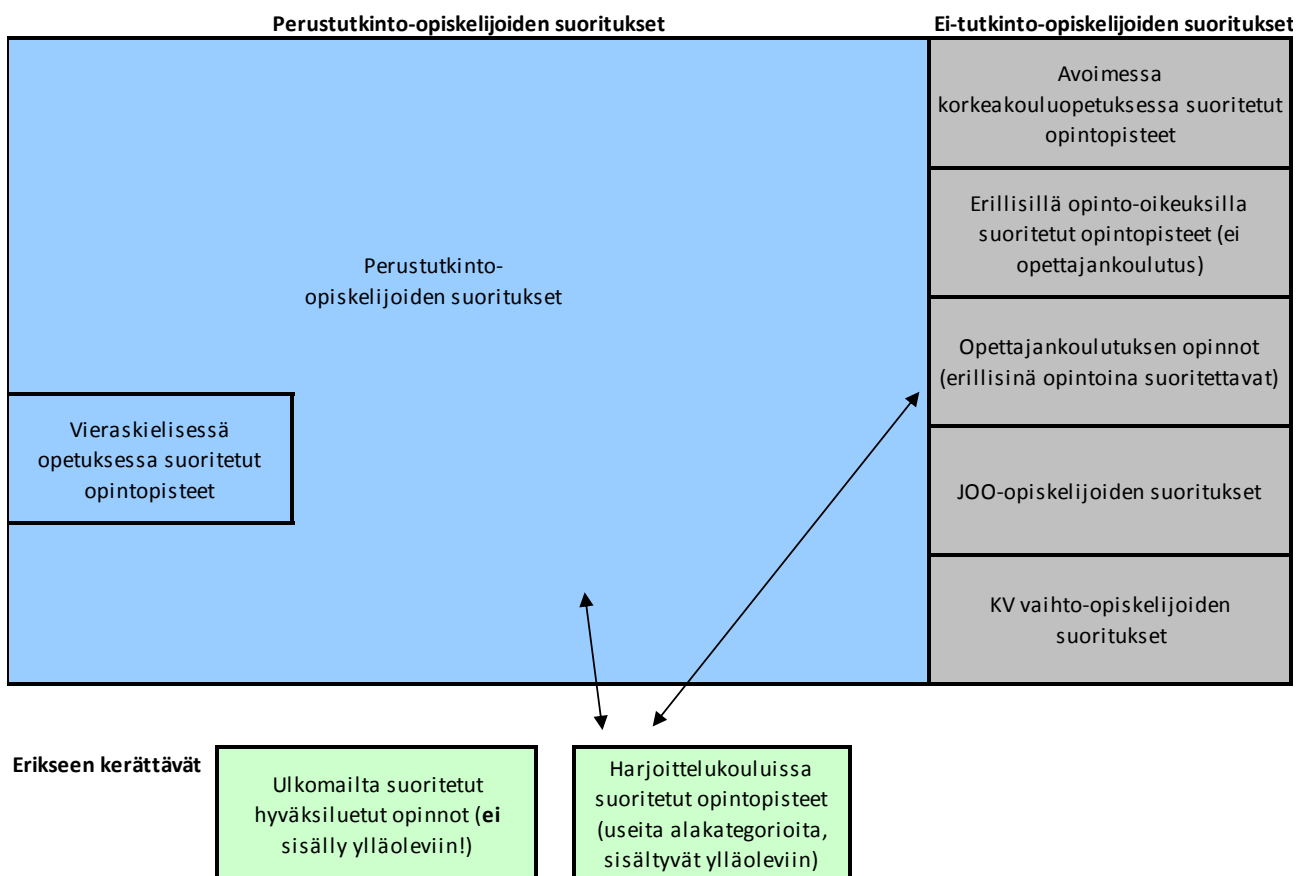 Perustutkinto-opiskelijoiden suoritukset
Ei-tutkinto-opiskelijoiden suoritukset
Perustutkinto-
opiskelijoiden suoritukset
Vieraskielisessä
opetuksessa suoritetut
opintopisteet
Avoimessa
korkeakouluopetuksessa suoritetut
opintopisteet
Erillisillä opinto-oikeuksilla
suoritetut opintopisteet (ei
opettajankoulutus)
Opettajankoulutuksen opinnot
(erillisinä opintoina suoritettavat)
JOO-opiskelijoiden suoritukset
KV vaihto-opiskelijoiden
suoritukset
Erikseen kerättävät
Ulkomailta suoritetut
hyväksiluetut opinnot (ei
sisälly ylläoleviin!)
Harjoittelukouluissa
suoritetut opintopisteet
(useita alakategorioita,
sisältyvät ylläoleviin)